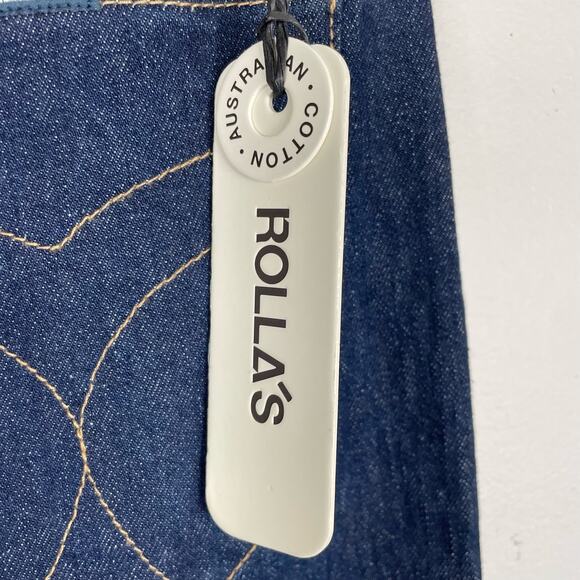 AUSTRALIAN · COTTON ·
ROLLA'S